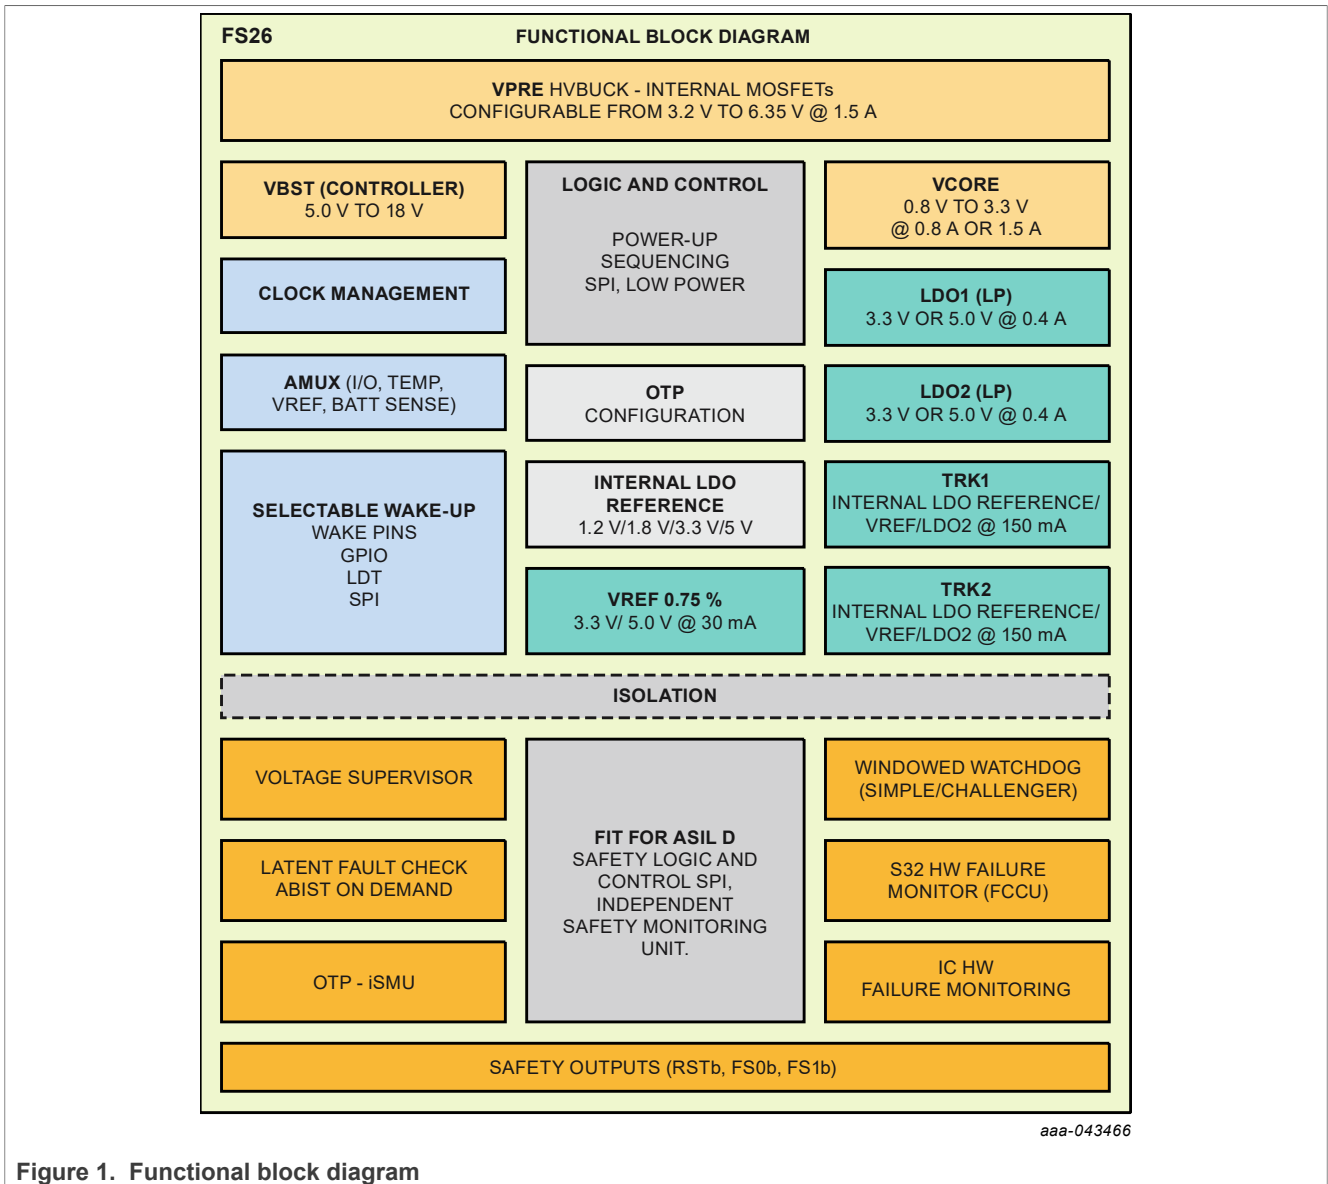 FS26
FUNCTIONAL BLOCK DIAGRAM
VPRE HVBUCK - INTERNAL MOSFETs
CONFIGURABLE FROM 3.2 V TO 6.35 V @ 1.5 A
VBST (CONTROLLER)
5.0 V TO 18 V
LOGIC AND CONTROL
POWER-UP
SEQUENCING
SPI, LOW POWER
VCORE
0.8 V TO 3.3 V
@ 0.8 A OR 1.5 A
CLOCK MANAGEMENT
LDO1 (LP)
3.3 V OR 5.0 V @ 0.4 A
AMUX (I/O, TEMP,
VREF, BATT SENSE)
OTP
CONFIGURATION
LDO2 (LP)
3.3 V OR 5.0 V @ 0.4 A
SELECTABLE WAKE-UP
WAKE PINS
GPIO
LDT
SPI
INTERNAL LDO
REFERENCE
1.2 V/1.8 V/3.3 V/5 V
TRK1
INTERNAL LDO REFERENCE/
VREF/LDO2 @ 150 mA
VREF 0.75 %
3.3 V/ 5.0 V @ 30 mA
TRK2
INTERNAL LDO REFERENCE/
VREF/LDO2 @ 150 mA
ISOLATION
VOLTAGE SUPERVISOR
FIT FOR ASIL D
SAFETY LOGIC AND
CONTROL SPI,
INDEPENDENT
SAFETY MONITORING
UNIT.
WINDOWED WATCHDOG
(SIMPLE/CHALLENGER)
LATENT FAULT CHECK
ABIST ON DEMAND
S32 HW FAILURE
MONITOR (FCCU)
OTP - iSMU
IC HW
FAILURE MONITORING
SAFETY OUTPUTS (RSTb, FS0b, FS1b)
aaa-043466
Figure 1. Functional block diagram